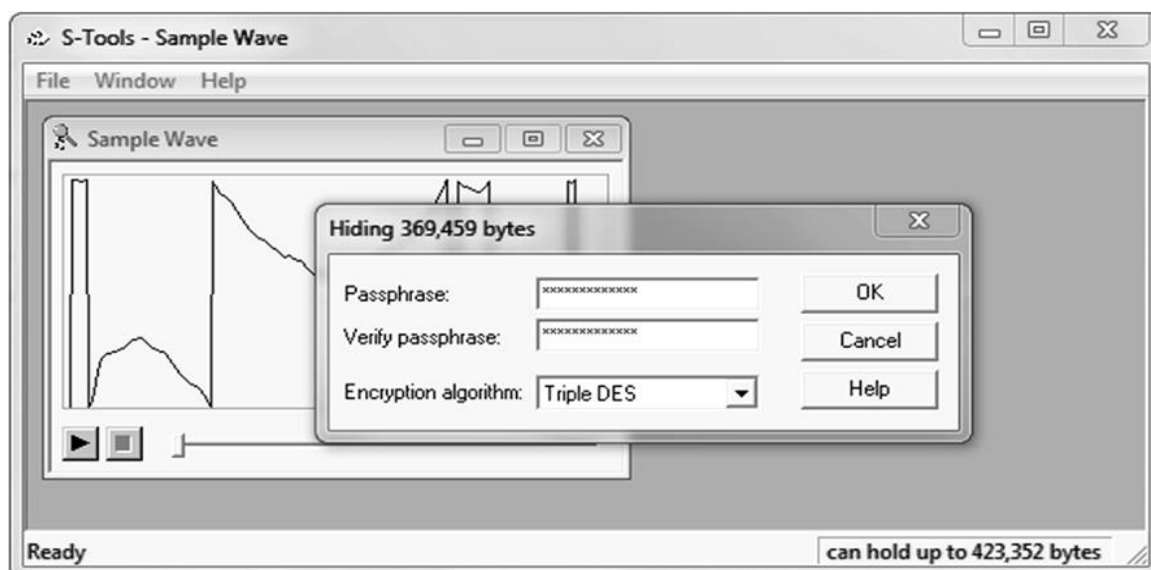 S-Tools - Sample Wave
File Window Help
Sample Wave
Hiding 369,459 bytes
Passphrase: *************
OK
Verify passphrase: *************
Cancel
Encryption algorithm: Triple DES
Help
Ready
can hold up to 423,352 bytes